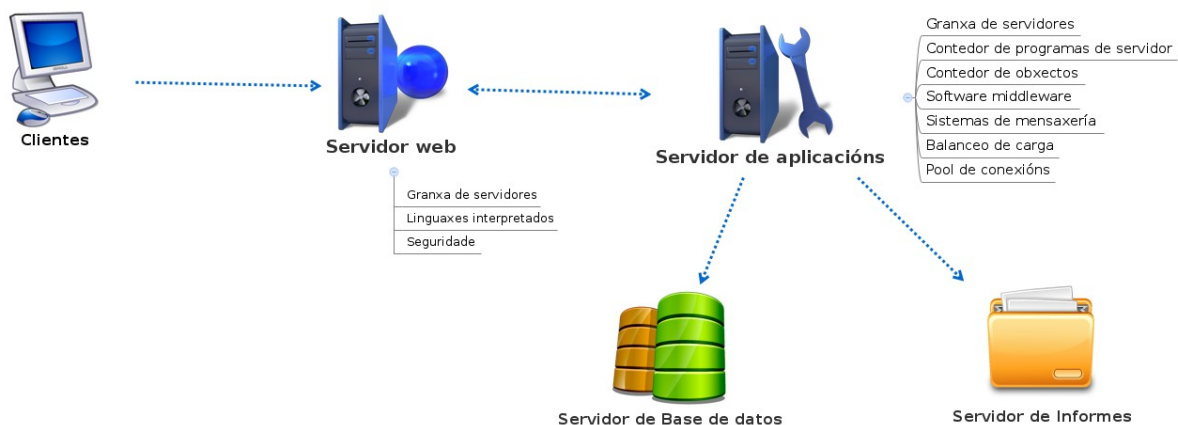 Clientes
Servidor web
Granxa de servidores
Linguaxes interpretados
Seguridade
Servidor de aplicacións
Granxa de servidores
Contedor de programas de servidor
Contedor de obxectos
Software middleware
Sistemas de mensaxería
Balanceo de carga
Pool de conexións
Servidor de Base de datos
Servidor de Informes